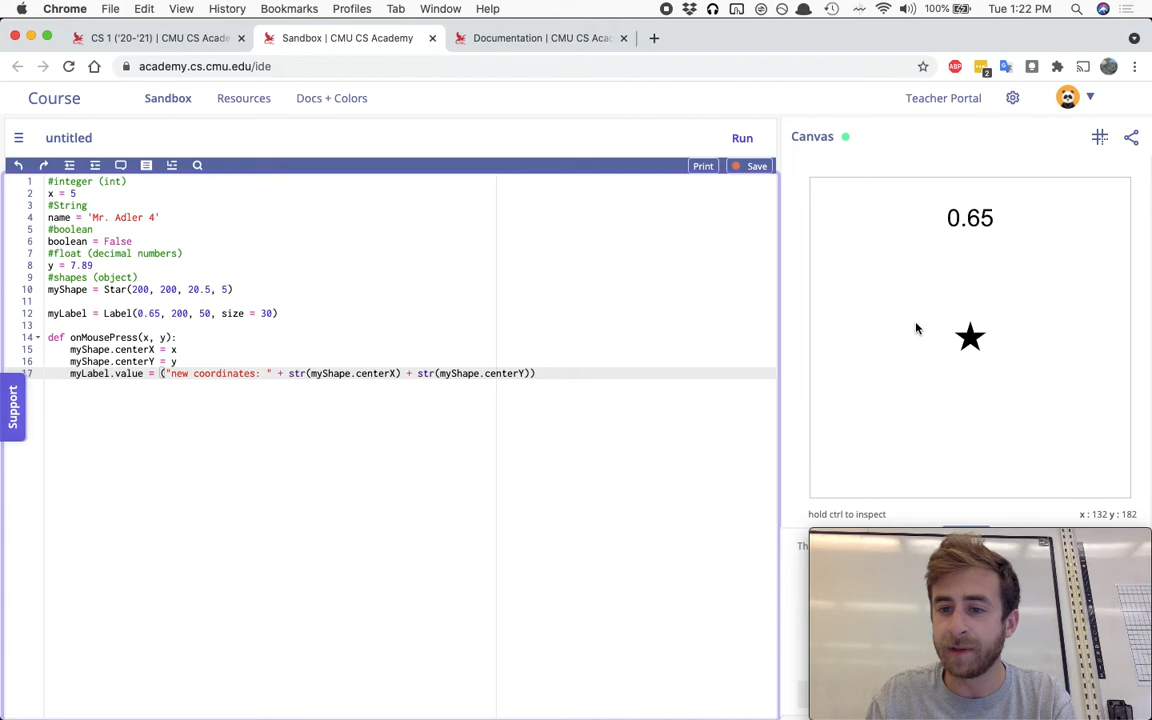 Chrome File Edit View History Bookmarks Profiles Tab Window Help 100% Tue 1:22 PM
CS 1 ('20-'21) | CMU CS Acade Sandbox | CMU CS Academy Documentation | CMU CS Aca
academy.cs.cmu.edu/ide ABP 2
Course Sandbox Resources Docs + Colors Teacher Portal
untitled Run Canvas
Print Save
1 #integer (int)
2 x = 5
3 #String
4 name = 'Mr. Adler 4'
5 #boolean
6 boolean = False
7 #float (decimal numbers)
8 y = 7.89
9 #shapes (object)
10 myShape = Star(200, 200, 20.5, 5)
11
12 myLabel = Label(0.65, 200, 50, size = 30)
13
14 def onMousePress(x, y):
15 myShape.centerX = x
16 myShape.centerY = y
17 myLabel.value = ("new coordinates: " + str(myShape.centerX) + str(myShape.centerY))
0.65
hold ctrl to inspect x : 132 y : 182
Th
Support